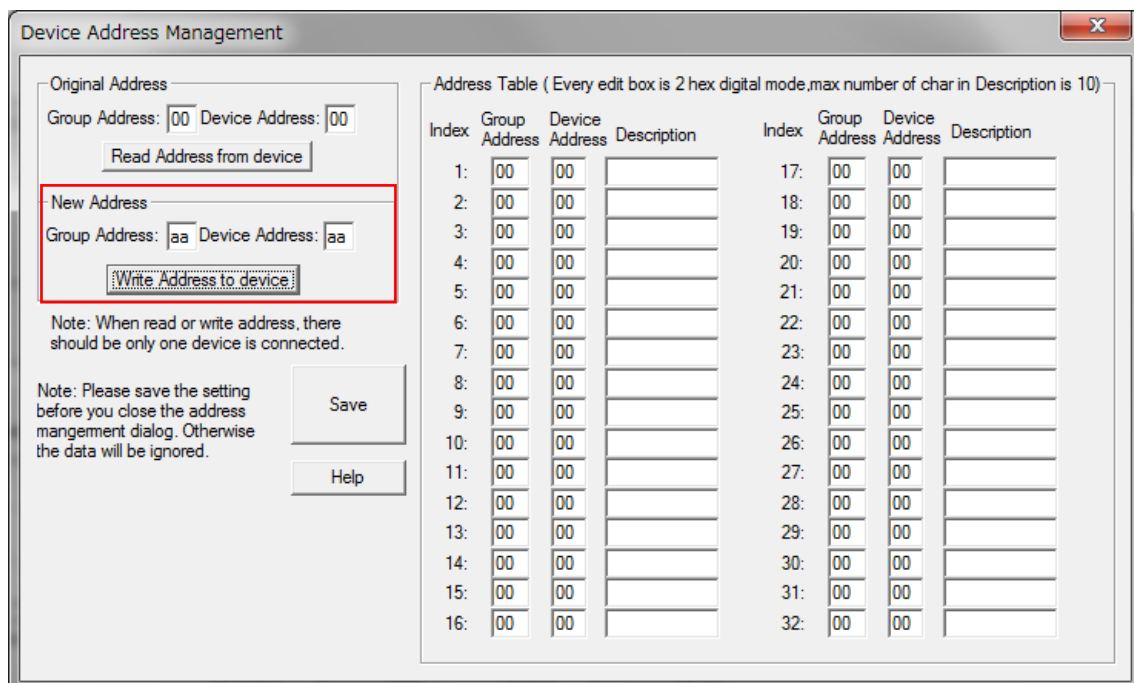 Device Address Management
Original Address
Group Address: 00 Device Address: 00
Read Address from device
New Address
Group Address: aa Device Address: aa
Write Address to device
Note: When read or write address, there
should be only one device is connected.
Note: Please save the setting
before you close the address
mangerment dialog. Otherwise
the data will be ignored.
Save
Help
Address Table ( Every edit box is 2 hex digital mode,max number of char in Description is 10)
Index Group Address Device Address Description
1: 00 00
2: 00 00
3: 00 00
4: 00 00
5: 00 00
6: 00 00
7: 00 00
8: 00 00
9: 00 00
10: 00 00
11: 00 00
12: 00 00
13: 00 00
14: 00 00
15: 00 00
16: 00 00
Index Group Address Device Address Description
17: 00 00
18: 00 00
19: 00 00
20: 00 00
21: 00 00
22: 00 00
23: 00 00
24: 00 00
25: 00 00
26: 00 00
27: 00 00
28: 00 00
29: 00 00
30: 00 00
31: 00 00
32: 00 00